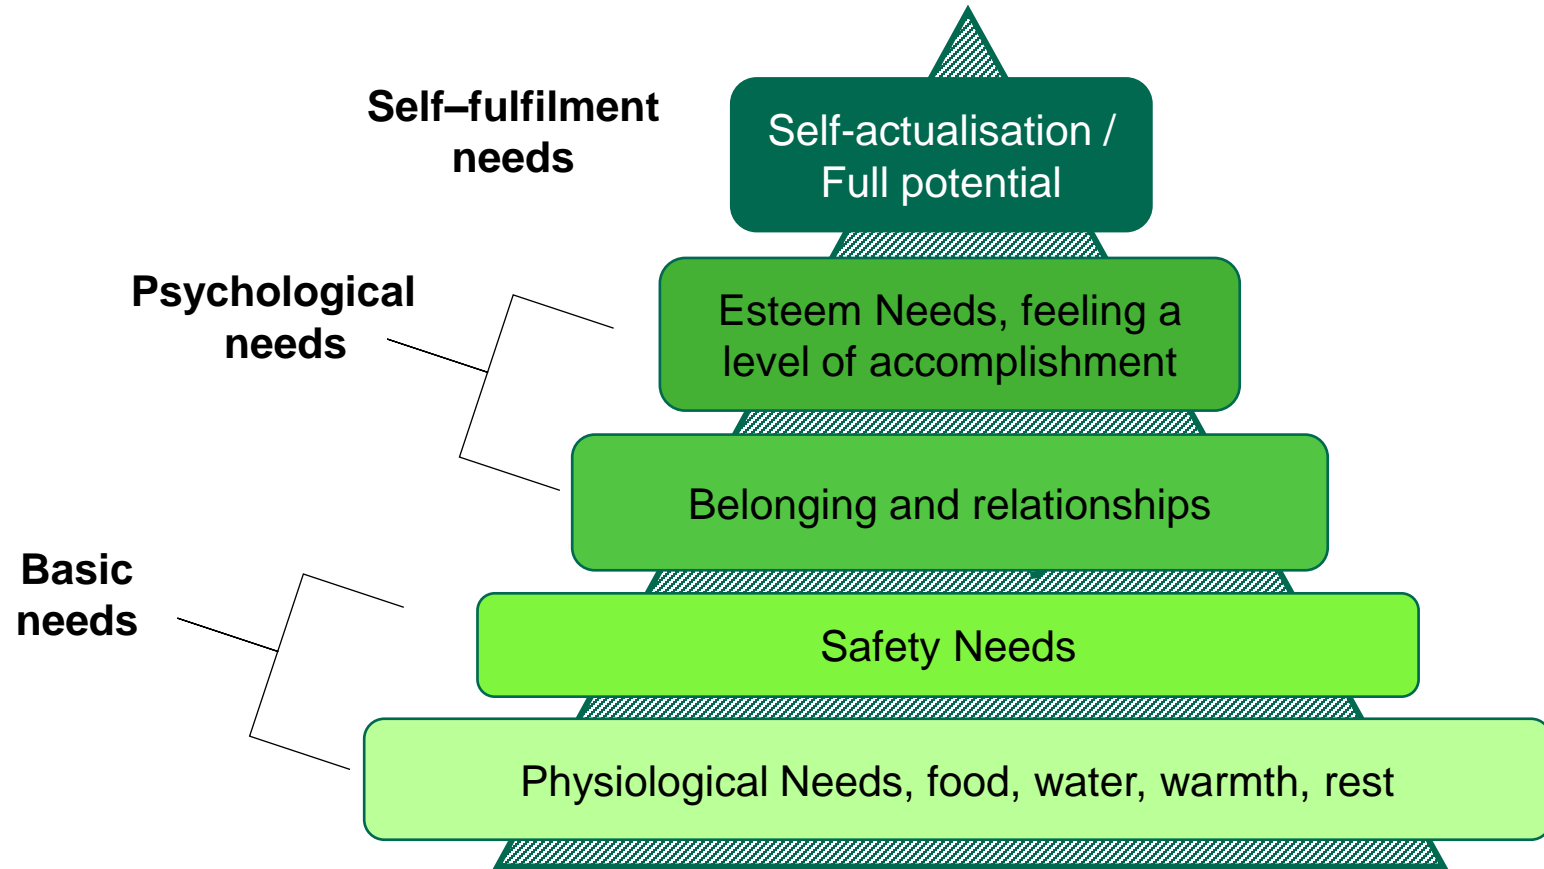 Self–fulfilment
needs
Self-actualisation /
Full potential
Psychological
needs
Esteem Needs, feeling a
level of accomplishment
Belonging and relationships
Basic
needs
Safety Needs
Physiological Needs, food, water, warmth, rest